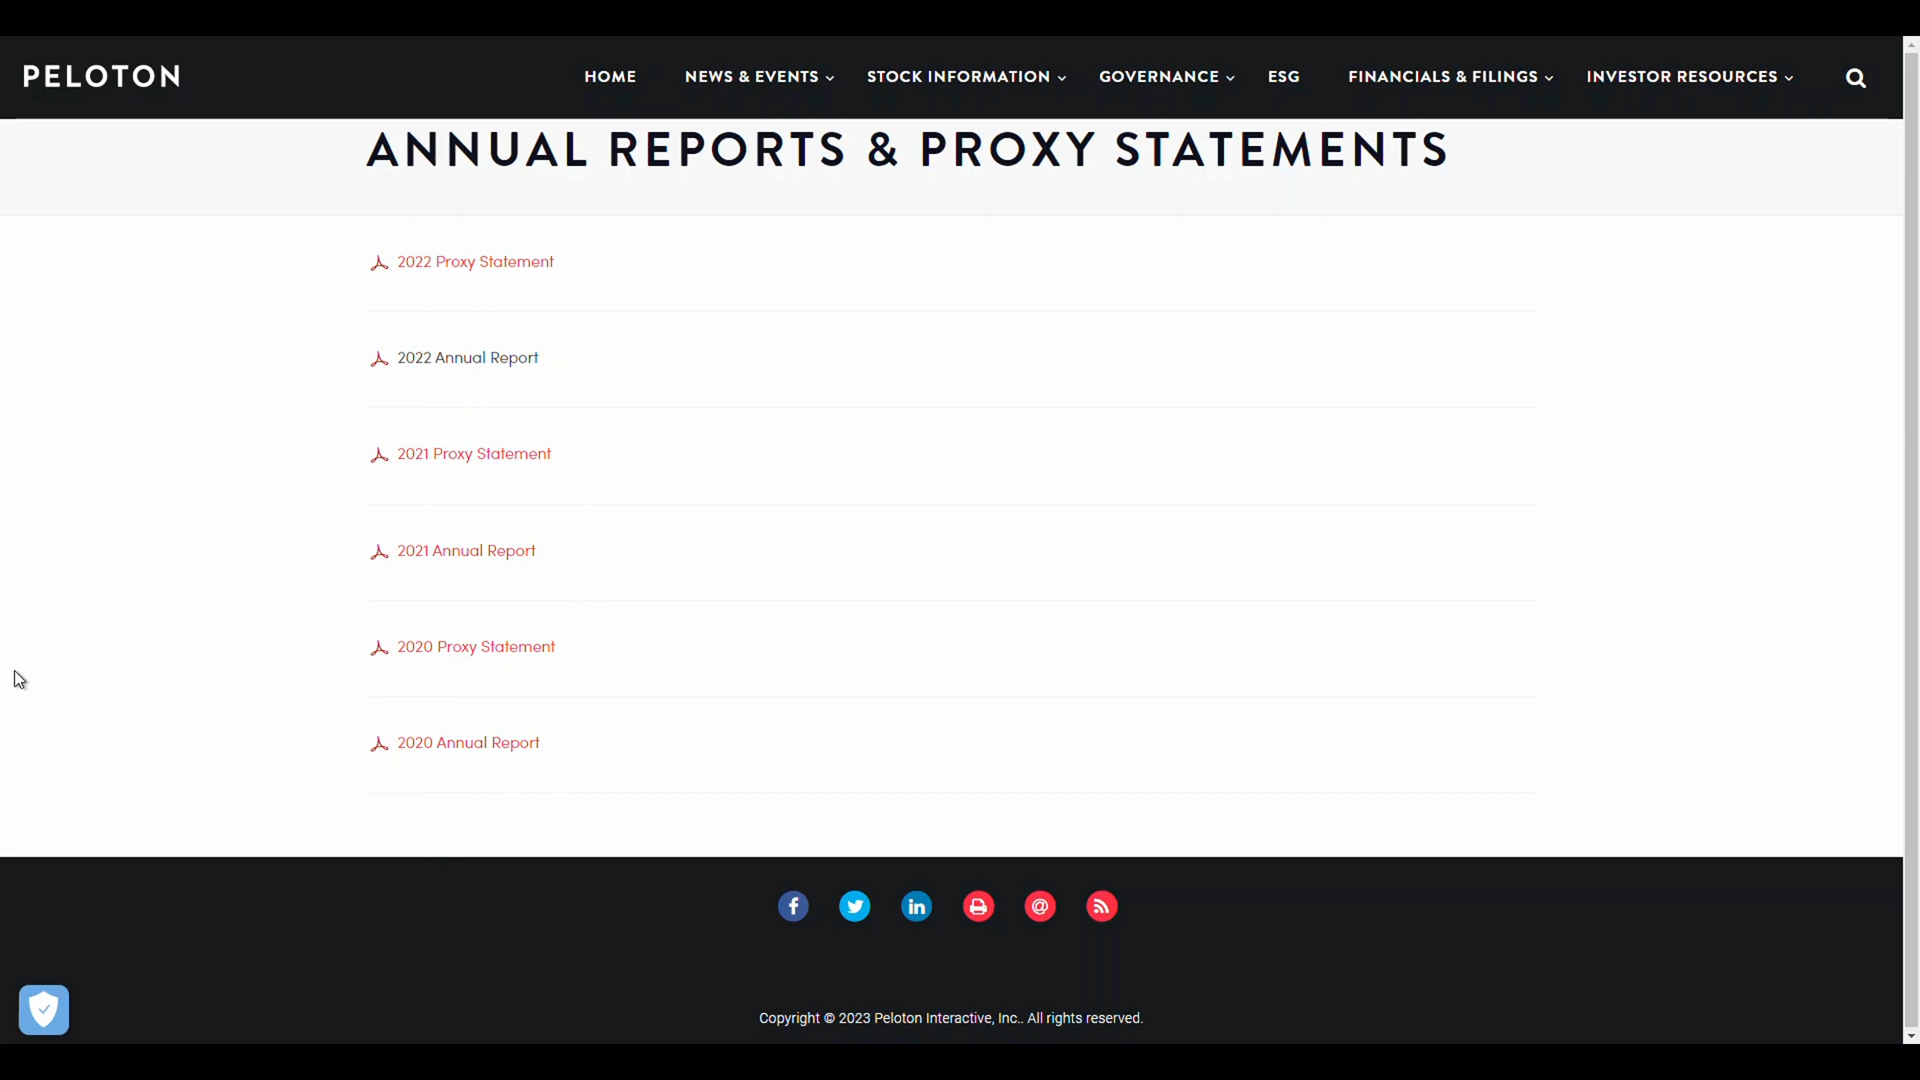 PELOTON
HOME NEWS & EVENTS STOCK INFORMATION GOVERNANCE ESG FINANCIALS & FILINGS INVESTOR RESOURCES
ANNUAL REPORTS & PROXY STATEMENTS
2022 Proxy Statement
2022 Annual Report
2021 Proxy Statement
2021 Annual Report
2020 Proxy Statement
2020 Annual Report
Copyright © 2023 Peloton Interactive, Inc.. All rights reserved.